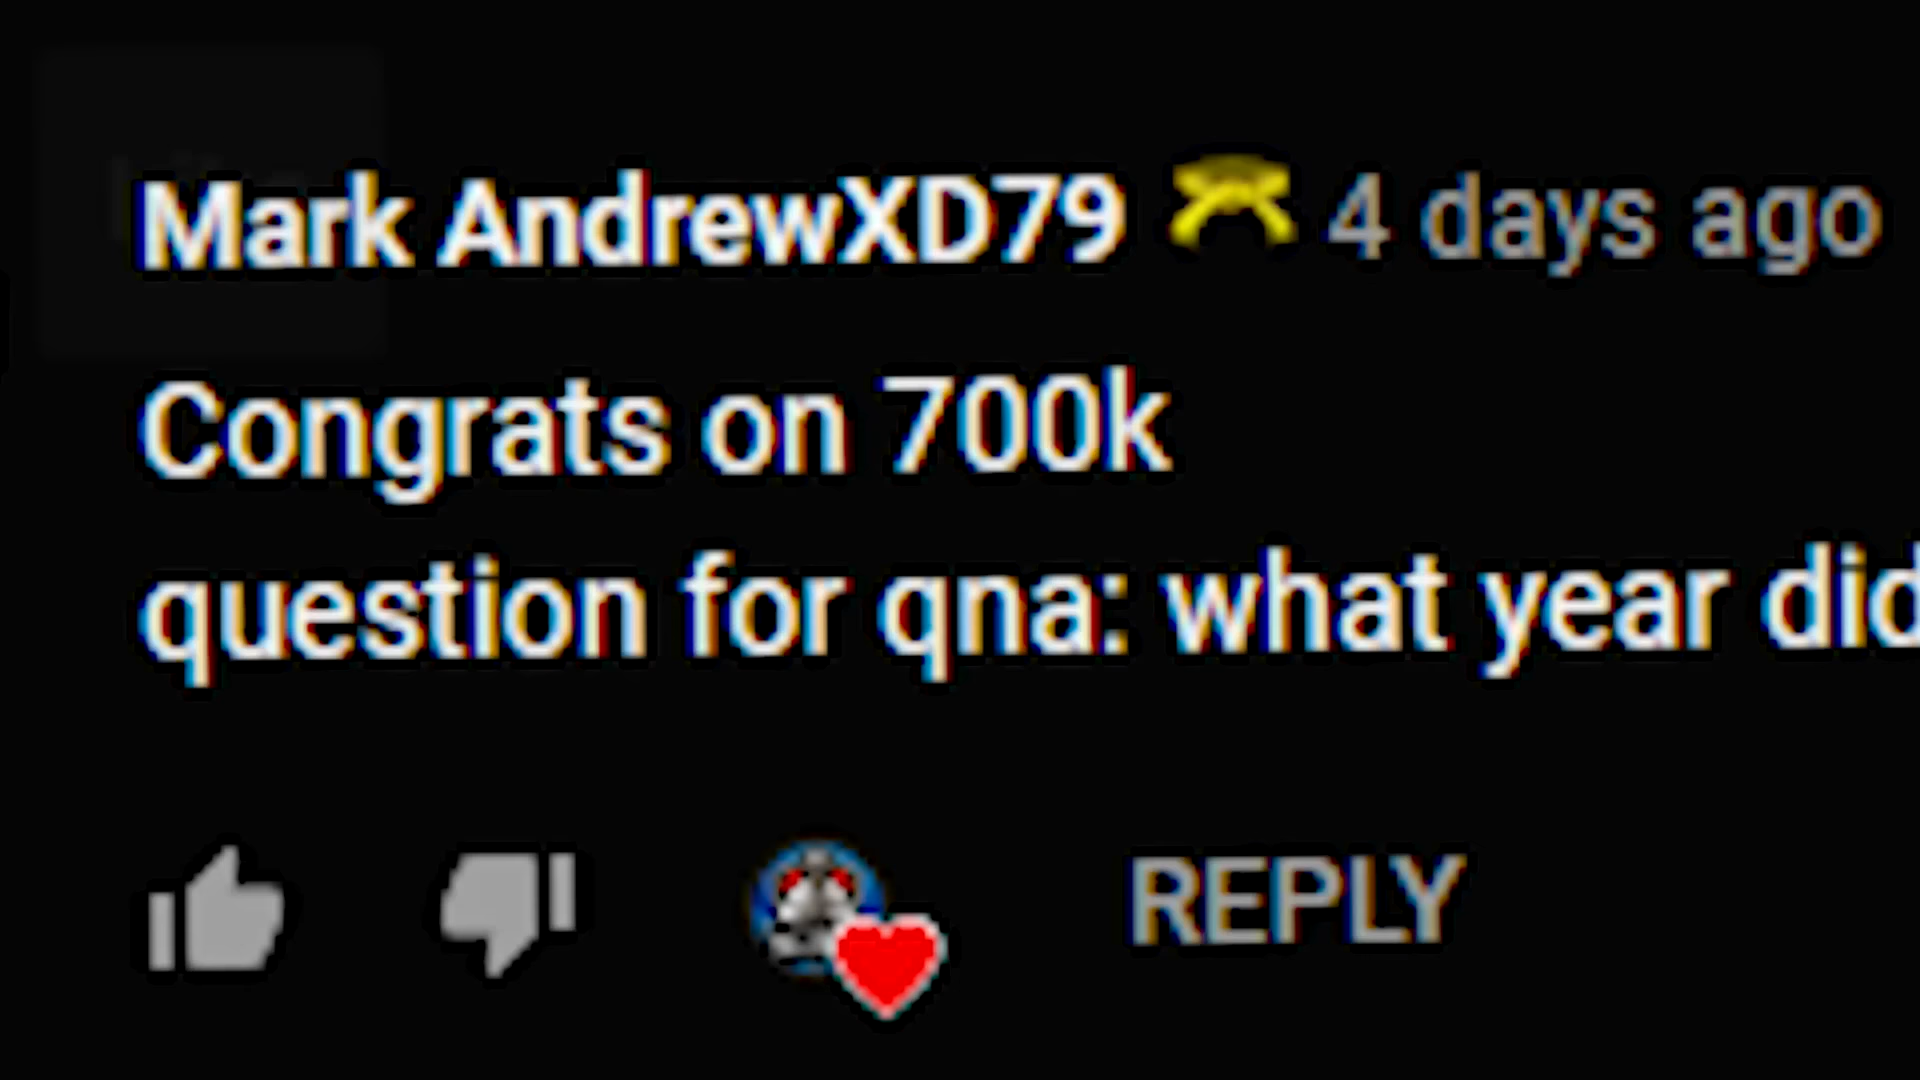 Mark AndrewXD79 4 days ago
Congrats on 700k
question for qna: what year did
REPLY